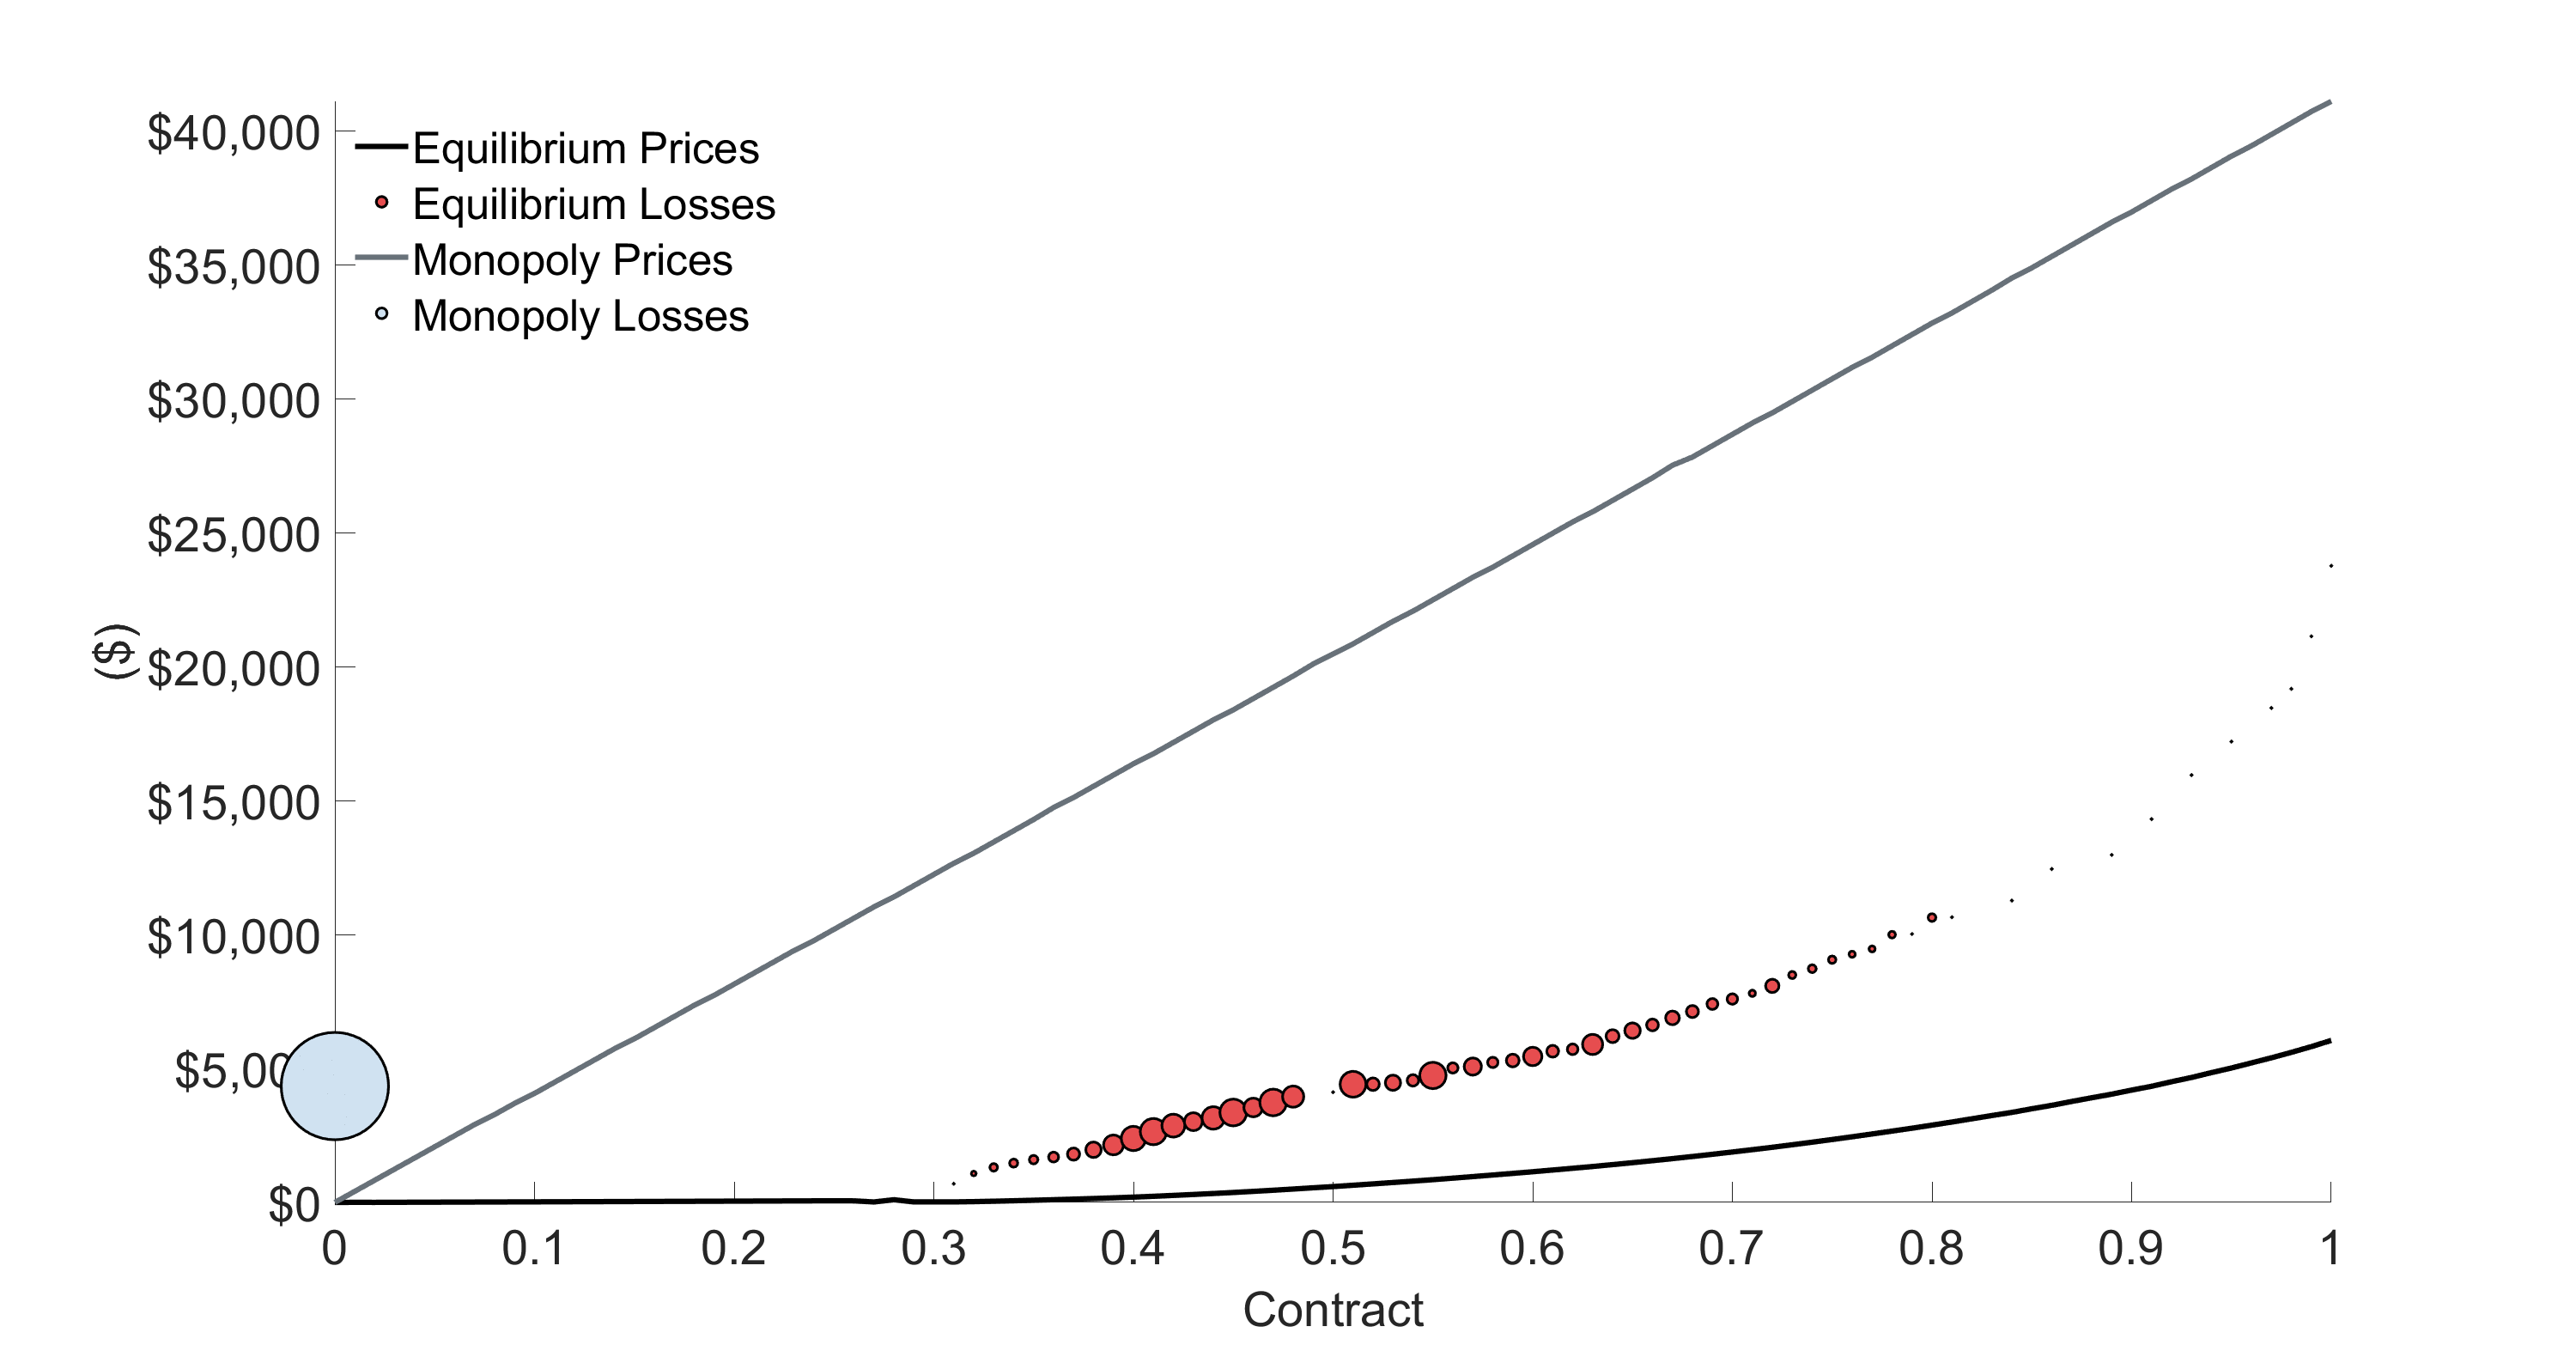 $40,000
$35,000
$30,000
$25,000
$20,000
$15,000
$10,000
$5,00
$0
($)
Equilibrium Prices
Equilibrium Losses
Monopoly Prices
Monopoly Losses
0 0.1 0.2 0.3 0.4 0.5 0.6 0.7 0.8 0.9 1
Contract